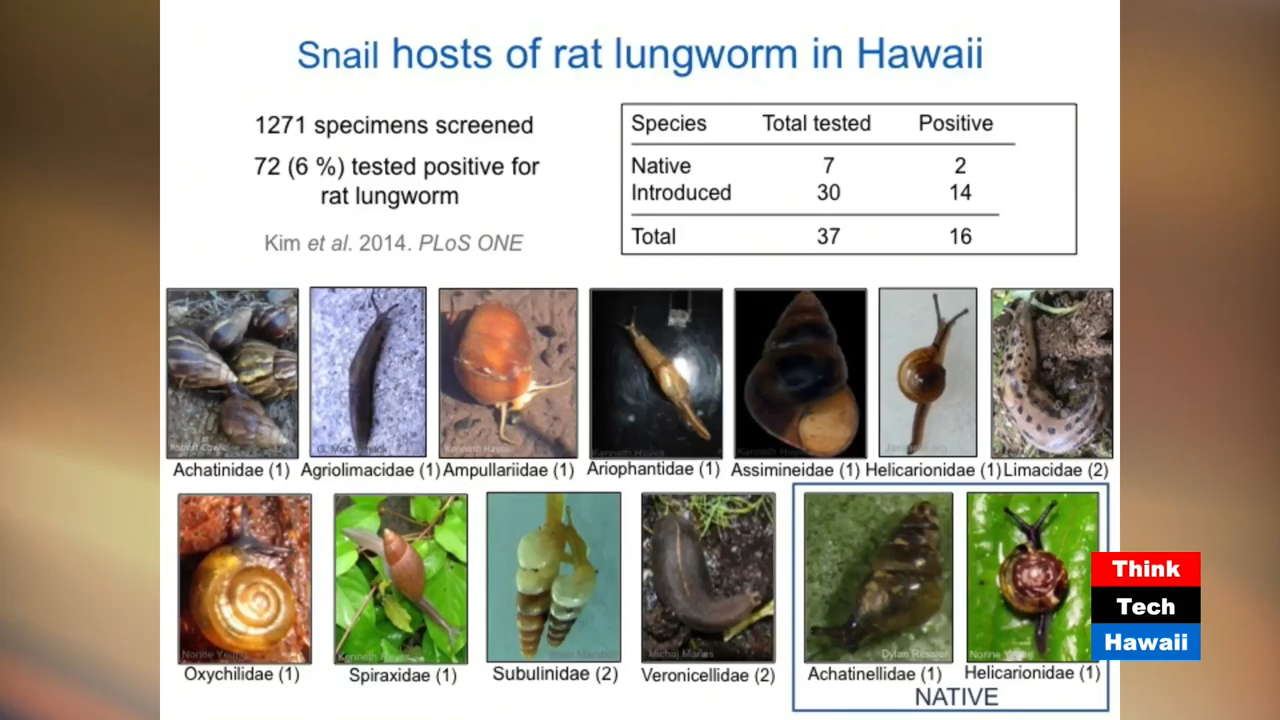 Snail hosts of rat lungworm in Hawaii
1271 specimens screened
72 (6 %) tested positive for
rat lungworm
Kim et al. 2014. PLoS ONE
Species Total tested Positive
Native 7 2
Introduced 30 14
Total 37 16
Achatinidae (1)
Agriolimacidae (1)
Ampullariidae (1)
Ariophantidae (1)
Assimineidae (1)
Helicarionidae (1)
Limacidae (2)
Oxychilidae (1)
Spiraxidae (1)
Subulinidae (2)
Veronicellidae (2)
Achatinellidae (1)
Helicarionidae (1)
NATIVE
Think
Tech
Hawaii